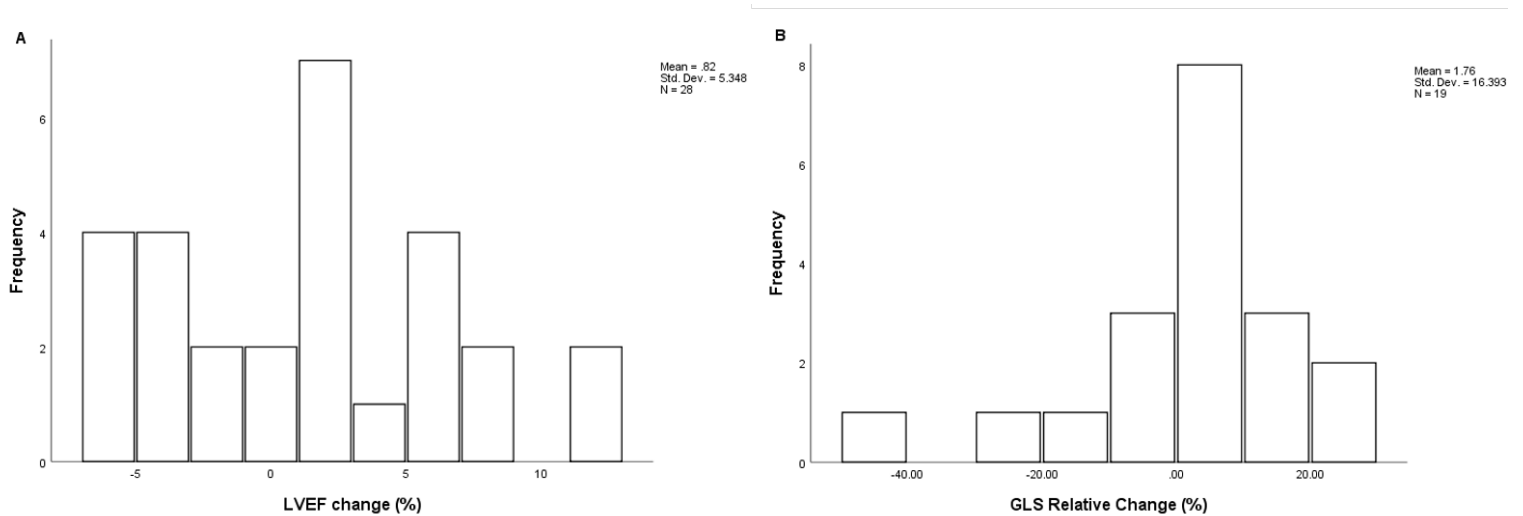 A
Mean = .82
Std. Dev. = 5.348
N = 28
6
4
2
0
Frequency
-5 0 5 10
LVEF change (%)
B
Mean = 1.76
Std. Dev. = 16.393
N = 19
8
6
4
2
0
Frequency
-40.00 -20.00 .00 20.00
GLS Relative Change (%)